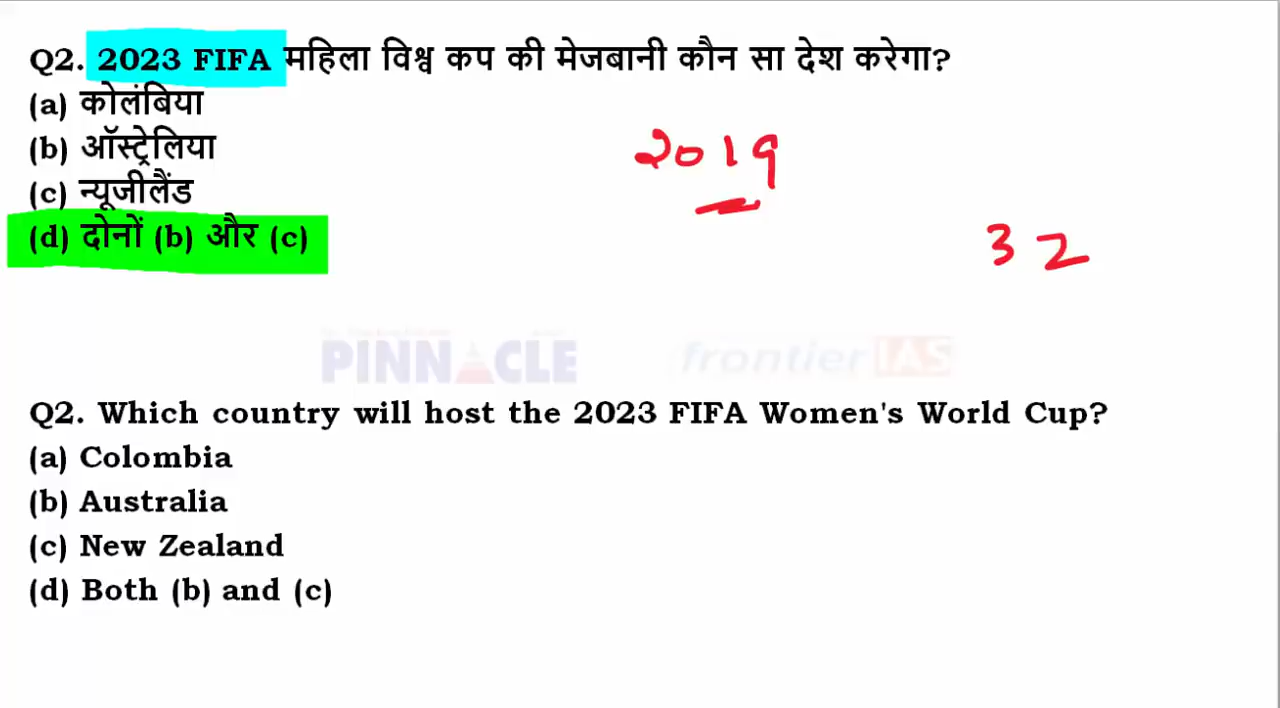 Q2. 2023 FIFA महिला विश्व कप की मेजबानी कौन सा देश करेगा?
(a) कोलंबिया
(b) ऑस्ट्रेलिया
(c) न्यूजीलैंड
(d) दोनों (b) और (c)
2019
32
PINNACLE frontier IAS
Q2. Which country will host the 2023 FIFA Women's World Cup?
(a) Colombia
(b) Australia
(c) New Zealand
(d) Both (b) and (c)